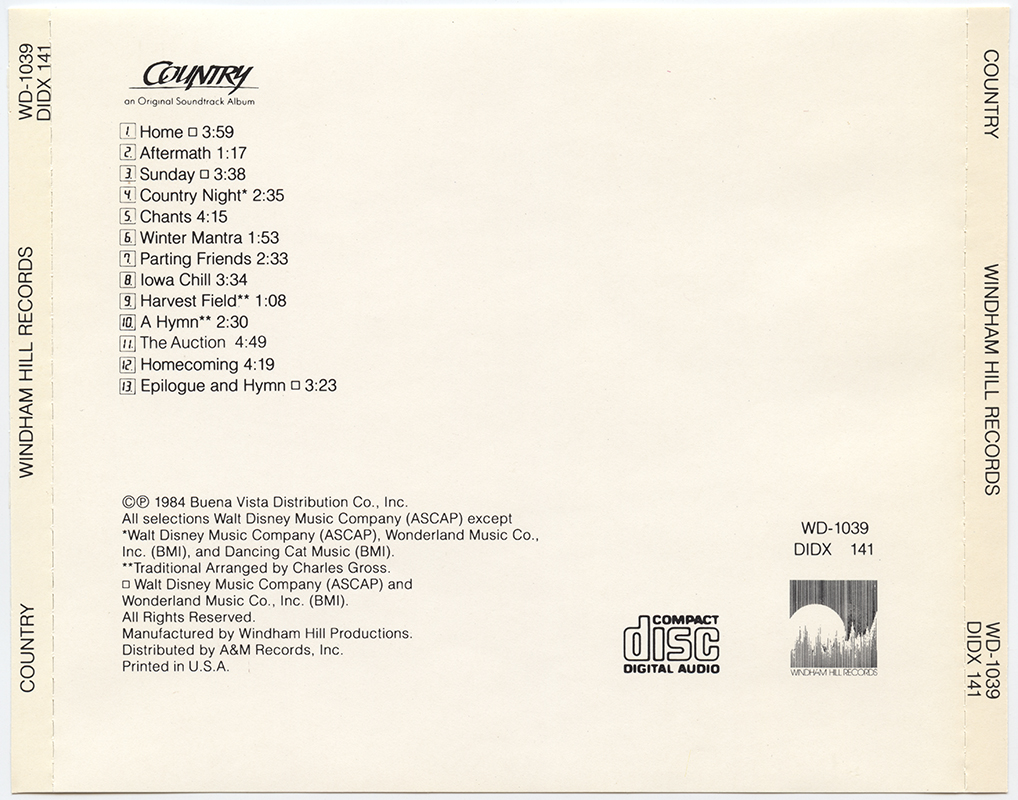 WD-1039
DIDX 141
WINDHAM HILL RECORDS
COUNTRY
COUNTRY
an Original Soundtrack Album
1. Home □ 3:59
2. Aftermath 1:17
3. Sunday □ 3:38
4. Country Night* 2:35
5. Chants 4:15
6. Winter Mantra 1:53
7. Parting Friends 2:33
8. Iowa Chill 3:34
9. Harvest Field** 1:08
10. A Hymn** 2:30
11. The Auction 4:49
12. Homecoming 4:19
13. Epilogue and Hymn □ 3:23
©℗ 1984 Buena Vista Distribution Co., Inc.
All selections Walt Disney Music Company (ASCAP) except
*Walt Disney Music Company (ASCAP), Wonderland Music Co.,
Inc. (BMI), and Dancing Cat Music (BMI).
**Traditional Arranged by Charles Gross.
□ Walt Disney Music Company (ASCAP) and
Wonderland Music Co., Inc. (BMI).
All Rights Reserved.
Manufactured by Windham Hill Productions.
Distributed by A&M Records, Inc.
Printed in U.S.A.
COMPACT
disc
DIGITAL AUDIO
WD-1039
DIDX 141
WINDHAM HILL RECORDS
COUNTRY
WINDHAM HILL RECORDS
WD-1039
DIDX 141